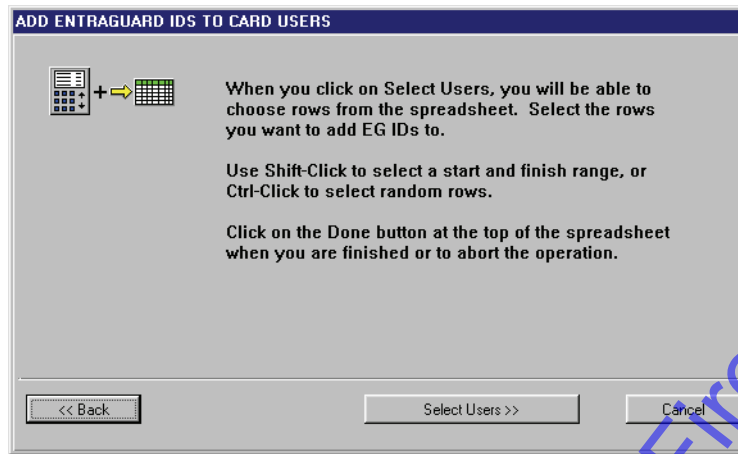 ADD ENTRAGUARD IDS TO CARD USERS
When you click on Select Users, you will be able to
choose rows from the spreadsheet. Select the rows
you want to add EG IDs to.
Use Shift-Click to select a start and finish range, or
Ctrl-Click to select random rows.
Click on the Done button at the top of the spreadsheet
when you are finished or to abort the operation.
<< Back
Select Users >>
Cancel